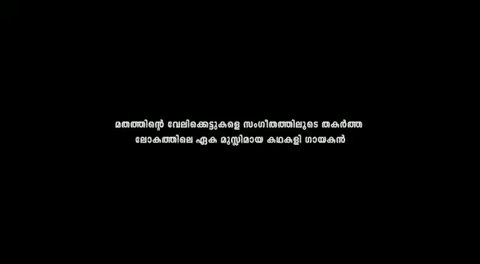 മതത്തിന്റെ വേലിക്കെട്ടുകളെ സംഗീതത്തിലൂടെ തകർത്ത
ലോകത്തിലെ ഏക മുസ്ലിമായ കഥകളി ഗായകൻ